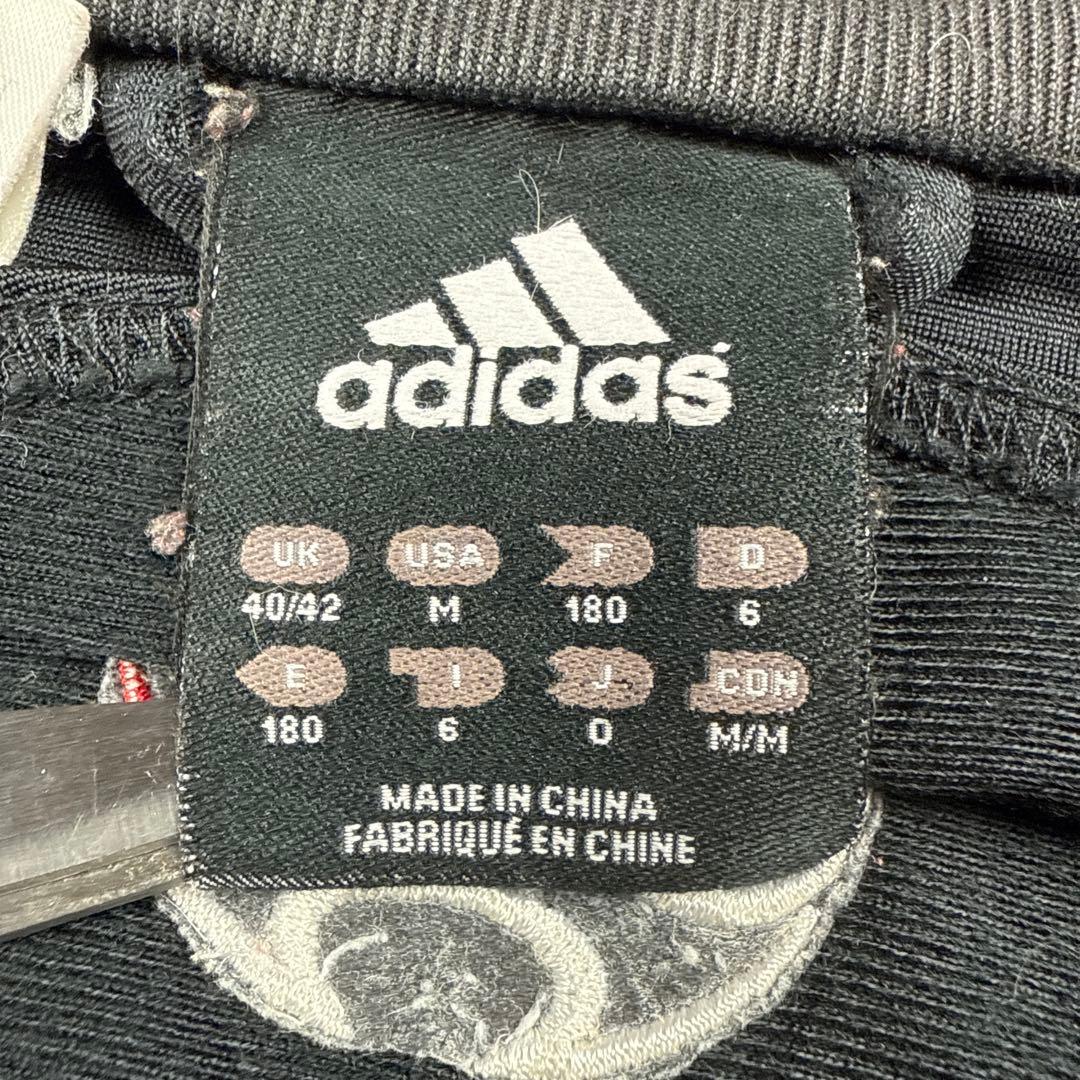 adidas
UK USA F D
40/42 M 180 6
E I J CDN
180 6 O M/M
MADE IN CHINA
FABRIQUÉ EN CHINE